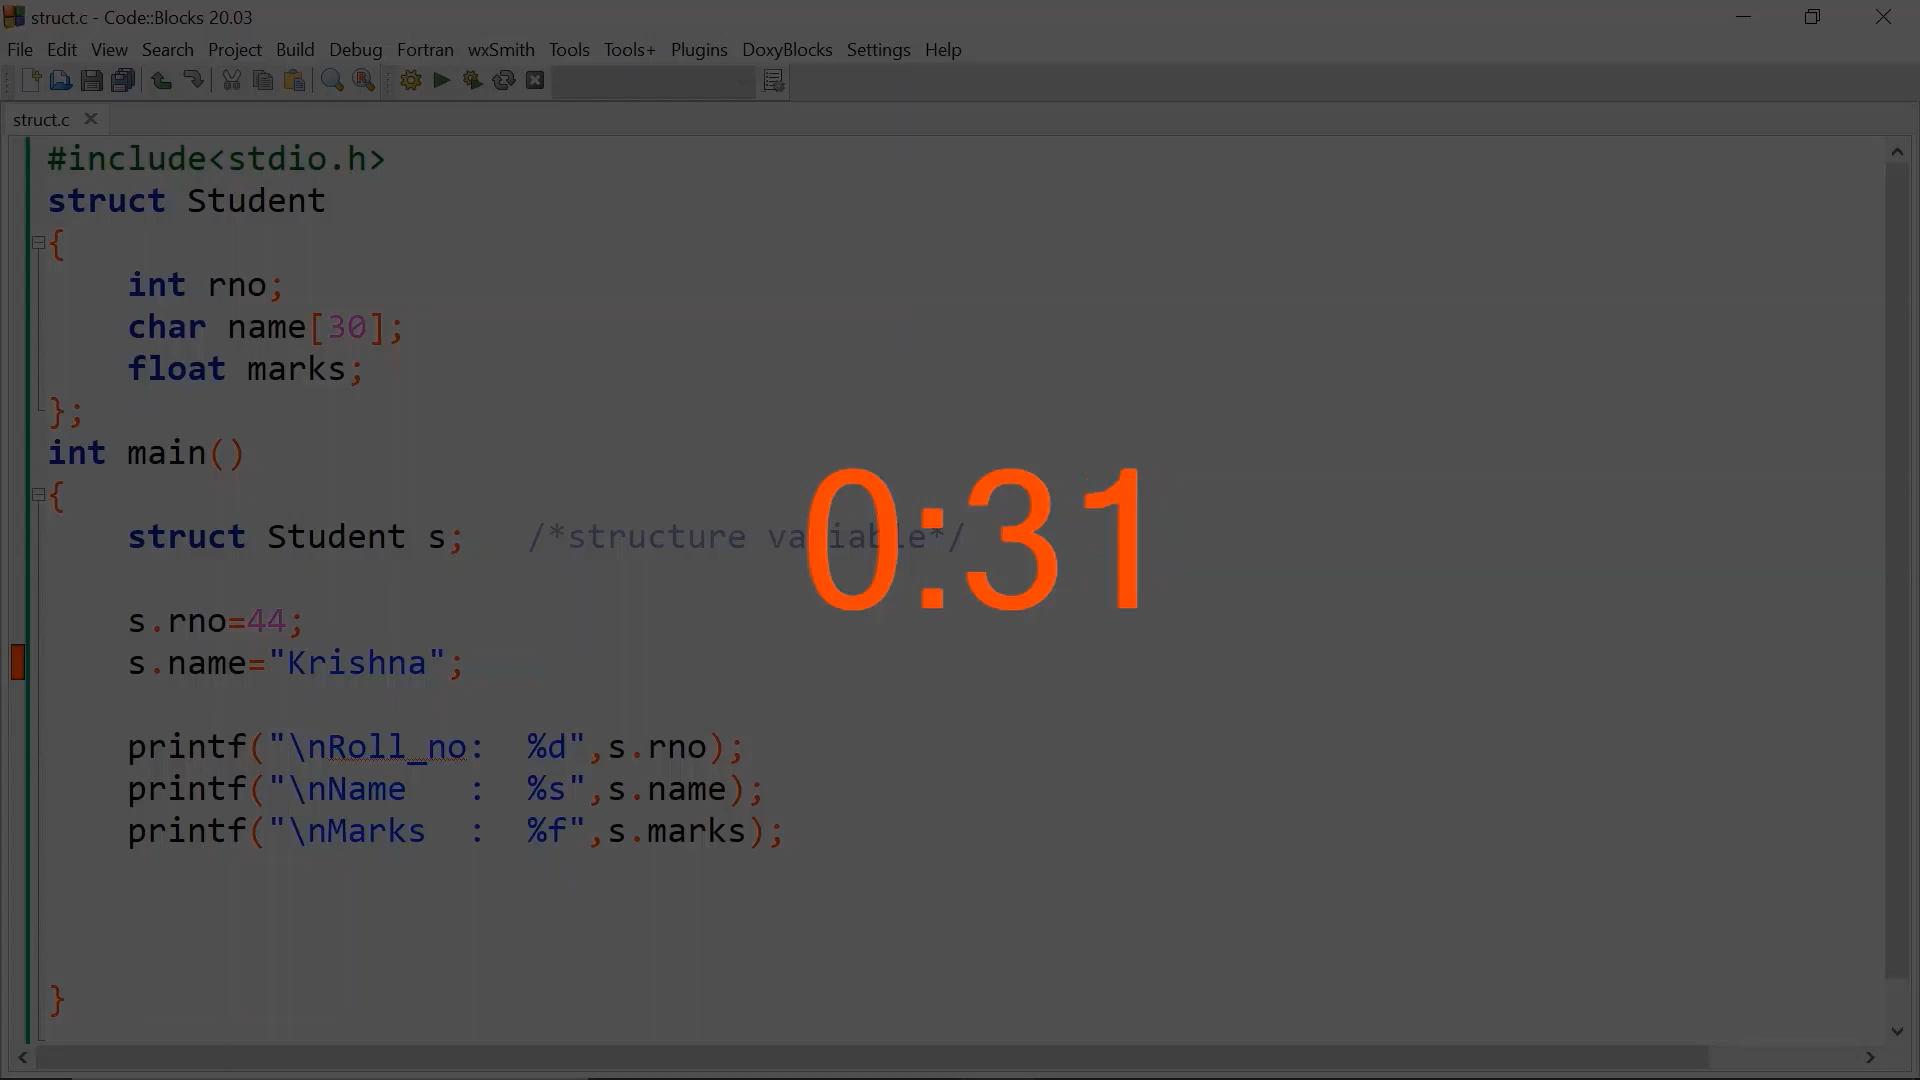 struct.c - Code::Blocks 20.03
File Edit View Search Project Build Debug Fortran wxSmith Tools Tools+ Plugins DoxyBlocks Settings Help
struct.c
#include<stdio.h>
struct Student
{
    int rno;
    char name[30];
    float marks;
};
int main()
{
    struct Student s;   /*structure variable*/
0:31
    s.rno=44;
    s.name="Krishna";
    printf("\nRoll_no:  %d",s.rno);
    printf("\nName   :  %s",s.name);
    printf("\nMarks  :  %f",s.marks);
}